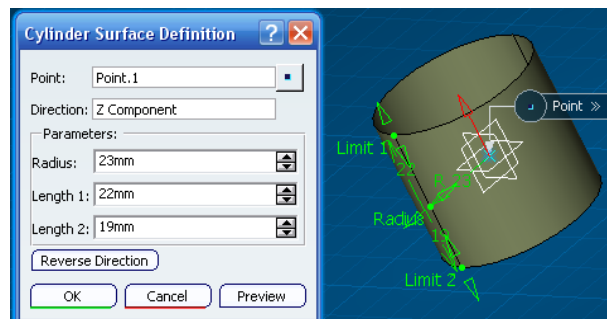 Cylinder Surface Definition
Point: Point.1
Direction: Z Component
Parameters:
Radius: 23mm
Length 1: 22mm
Length 2: 19mm
Reverse Direction
OK Cancel Preview
Point »
Limit 1
22
R 23
Radius
19
Limit 2